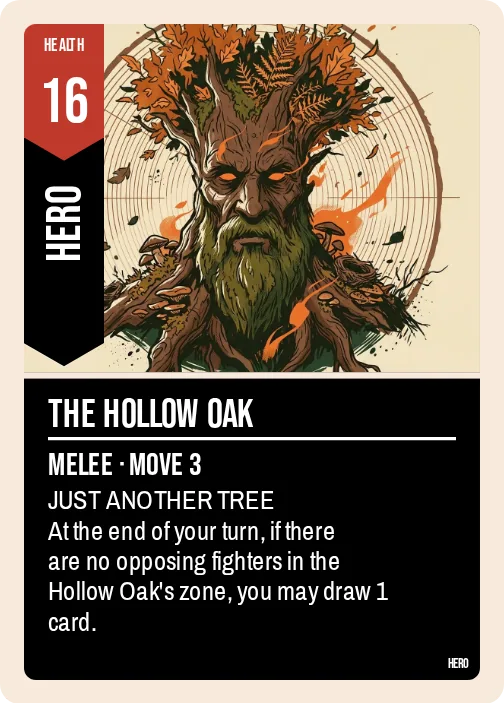 HEALTH
16
HERO
THE HOLLOW OAK
MELEE · MOVE 3
JUST ANOTHER TREE
At the end of your turn, if there
are no opposing fighters in the
Hollow Oak's zone, you may draw 1
card.
HERO